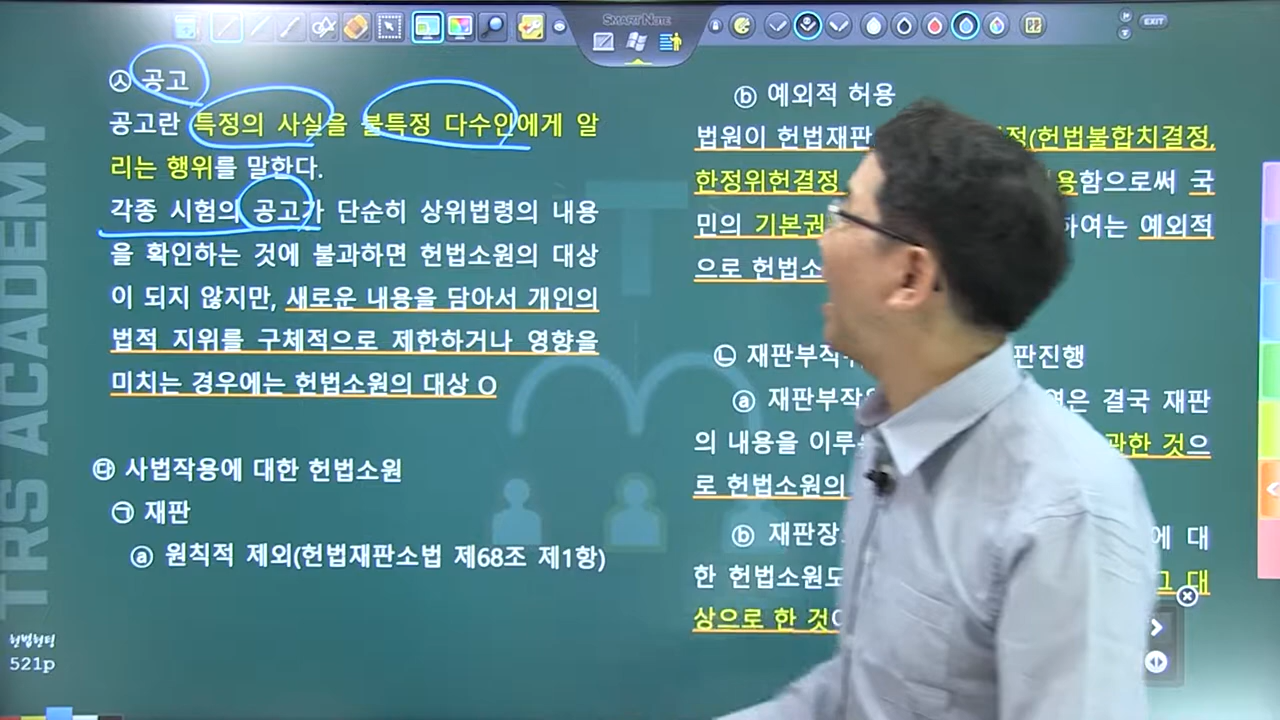 SMART NOTE
EXIT
TRS ACADEMY
㉦ 공고
공고란 특정의 사실을 불특정 다수인에게 알
리는 행위를 말한다.
각종 시험의 공고가 단순히 상위법령의 내용
을 확인하는 것에 불과하면 헌법소원의 대상
이 되지 않지만, 새로운 내용을 담아서 개인의
법적 지위를 구체적으로 제한하거나 영향을
미치는 경우에는 헌법소원의 대상 O
㉰ 사법작용에 대한 헌법소원
㉠ 재판
ⓐ 원칙적 제외(헌법재판소법 제68조 제1항)
521p
ⓑ 예외적 허용
법원이 헌법재판 정(헌법불합치결정,
한정위헌결정 용함으로써 국
민의 기본권 하여는 예외적
으로 헌법소
㉡ 재판부작위 판진행
ⓐ 재판부작위 연은 결국 재판
의 내용을 이루 관한 것으
로 헌법소원의
ⓑ 재판장 에 대
한 헌법소원도 그 대
상으로 한 것이